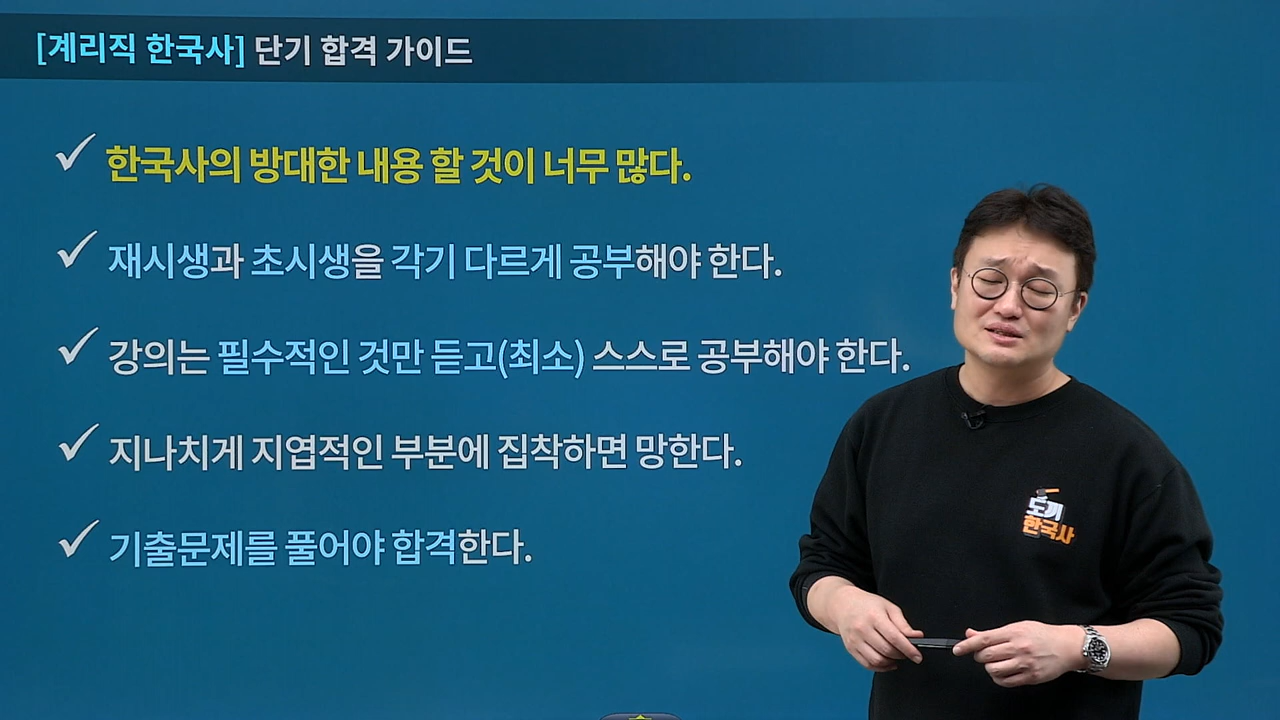 [계리직 한국사] 단기 합격 가이드
한국사의 방대한 내용 할 것이 너무 많다.
재시생과 초시생을 각기 다르게 공부해야 한다.
강의는 필수적인 것만 듣고(최소) 스스로 공부해야 한다.
지나치게 지엽적인 부분에 집착하면 망한다.
기출문제를 풀어야 합격한다.
도끼
한국사